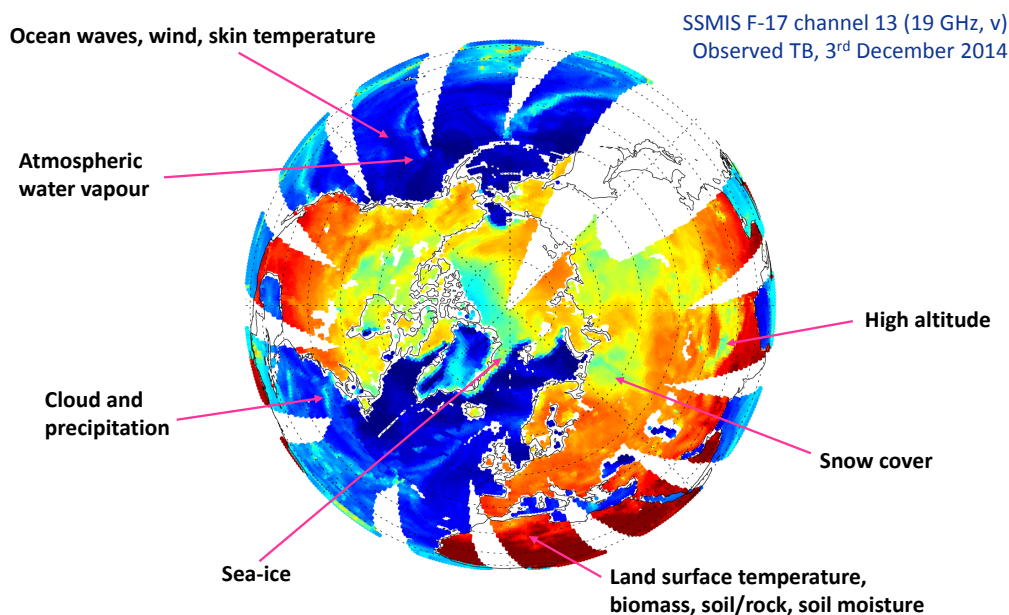 SSMIS F-17 channel 13 (19 GHz, v)
Observed TB, 3rd December 2014
Ocean waves, wind, skin temperature
Atmospheric
water vapour
High altitude
Cloud and
precipitation
Snow cover
Sea-ice
Land surface temperature,
biomass, soil/rock, soil moisture